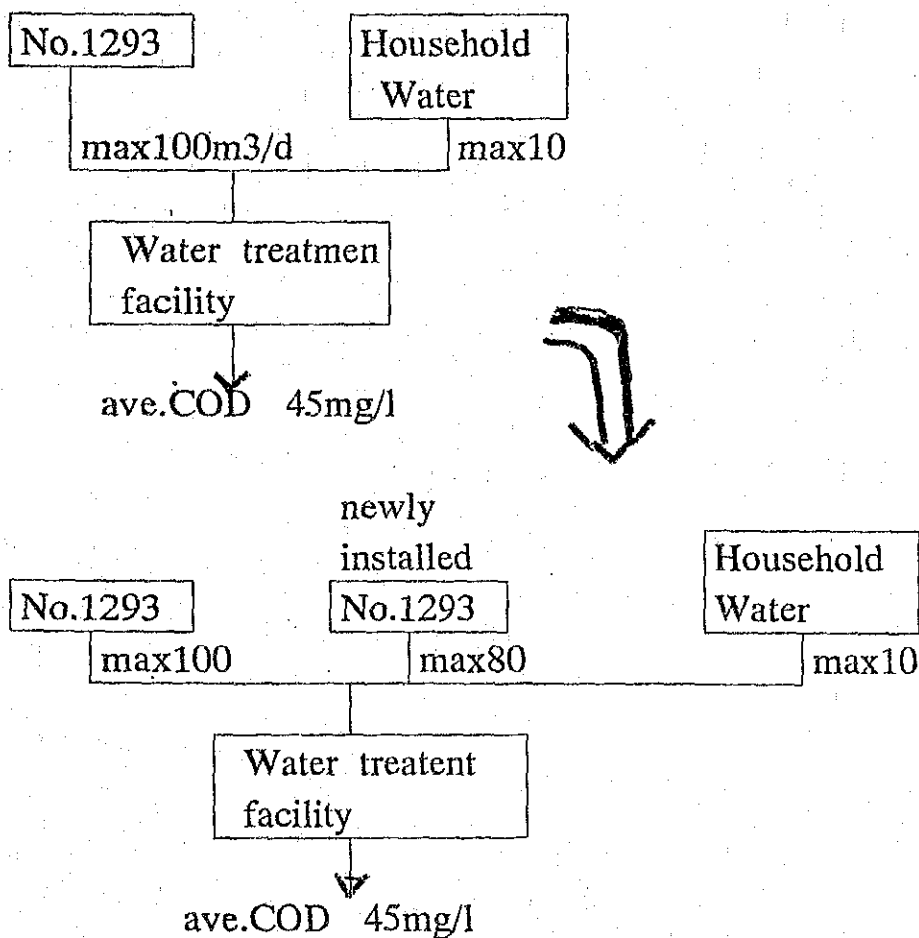 No.1293
Household
Water
max100m3/d
max10
Water treatmen
facility
ave.COD 45mg/l
newly
installed
No.1293
No.1293
Household
Water
max100
max80
max10
Water treatent
facility
ave.COD 45mg/l